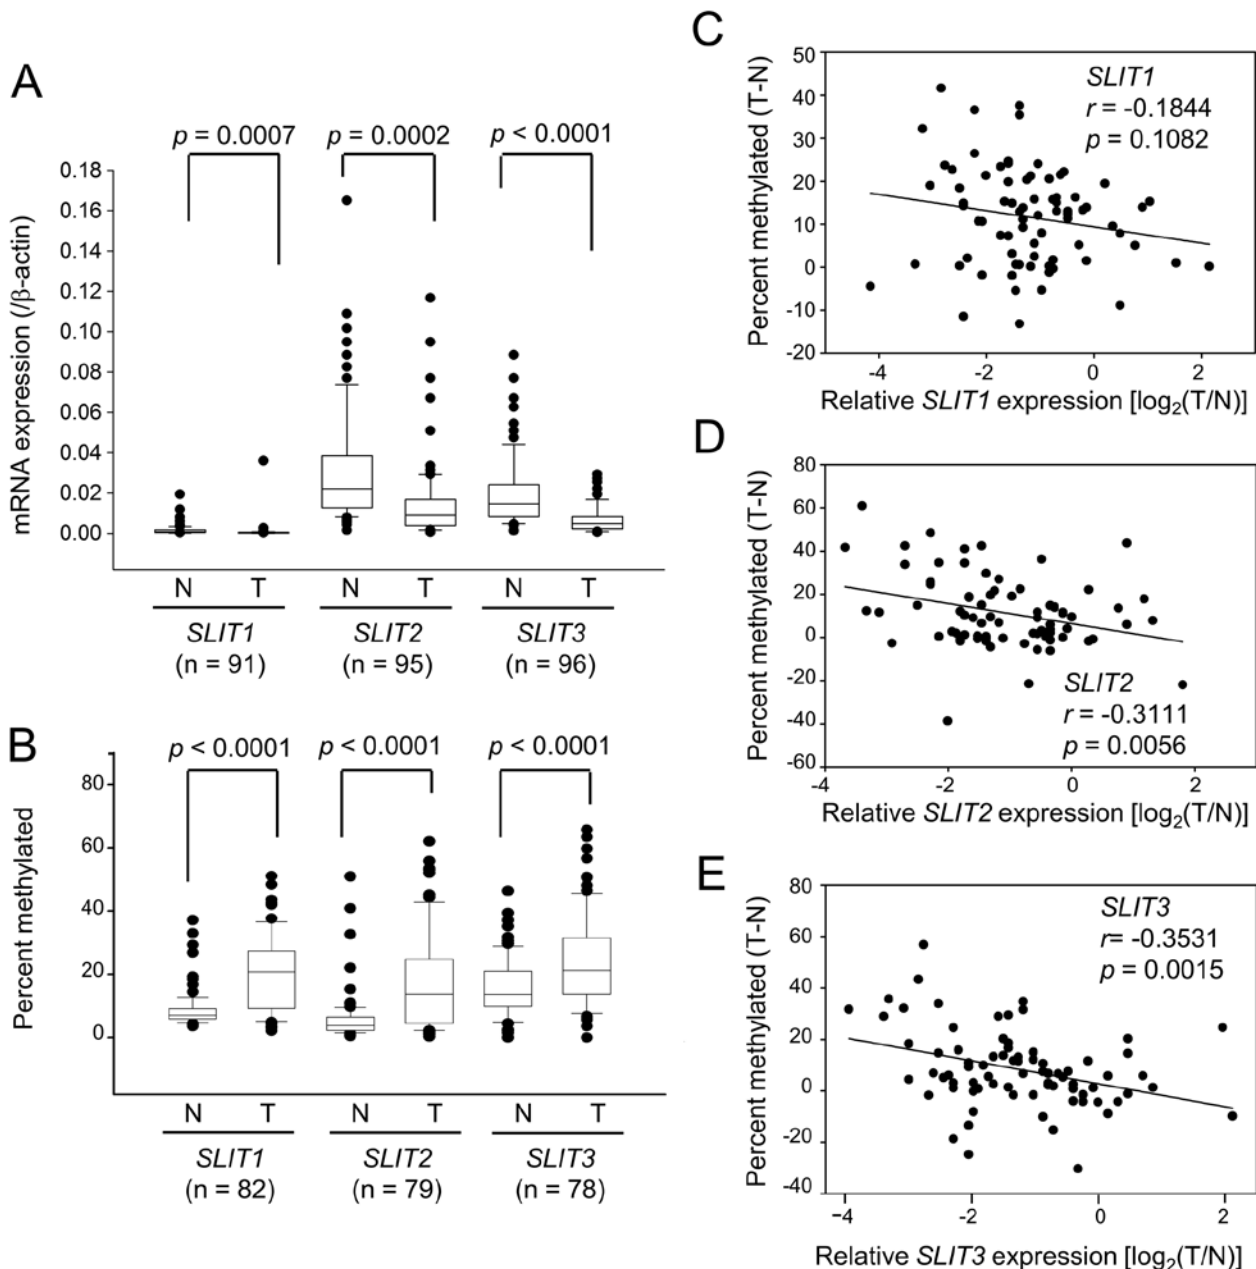 A
p = 0.0007
p = 0.0002
p < 0.0001
mRNA expression (/β-actin)
0.18
0.16
0.14
0.12
0.10
0.08
0.06
0.04
0.02
0.00
N T N T N T
SLIT1 SLIT2 SLIT3
(n = 91) (n = 95) (n = 96)
B
p < 0.0001 p < 0.0001 p < 0.0001
Percent methylated
80
60
40
20
0
N T N T N T
SLIT1 SLIT2 SLIT3
(n = 82) (n = 79) (n = 78)
C
Percent methylated (T-N)
50
40
30
20
10
0
-10
-20
SLIT1
r = -0.1844
p = 0.1082
-4 -2 0 2
Relative SLIT1 expression [log₂(T/N)]
D
Percent methylated (T-N)
80
60
40
20
0
-20
-40
-60
SLIT2
r = -0.3111
p = 0.0056
-4 -2 0 2
Relative SLIT2 expression [log₂(T/N)]
E
Percent methylated (T-N)
80
60
40
20
0
-20
-40
SLIT3
r= -0.3531
p = 0.0015
−4 -2 0 2
Relative SLIT3 expression [log₂(T/N)]